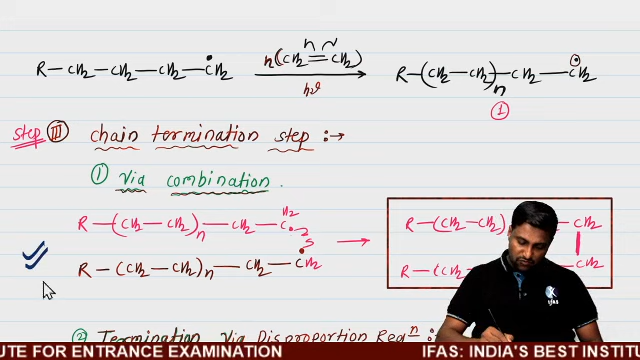 n(CH2=CH2)
R—CH2—CH2—CH2—ĊH2 hν R—(CH2—CH2)n—CH2—ĊH2
①
Step III chain termination step :→
① via combination.
R—(CH2—CH2)n—CH2—CH2• R—(CH2—CH2) CH2
R—(CH2—CH2)n—CH2—ĊH2 R—(CH2 CH2
② Termination via Disproportion Reaⁿ :
UTE FOR ENTRANCE EXAMINATION IFAS: INDIA'S BEST INSTIT